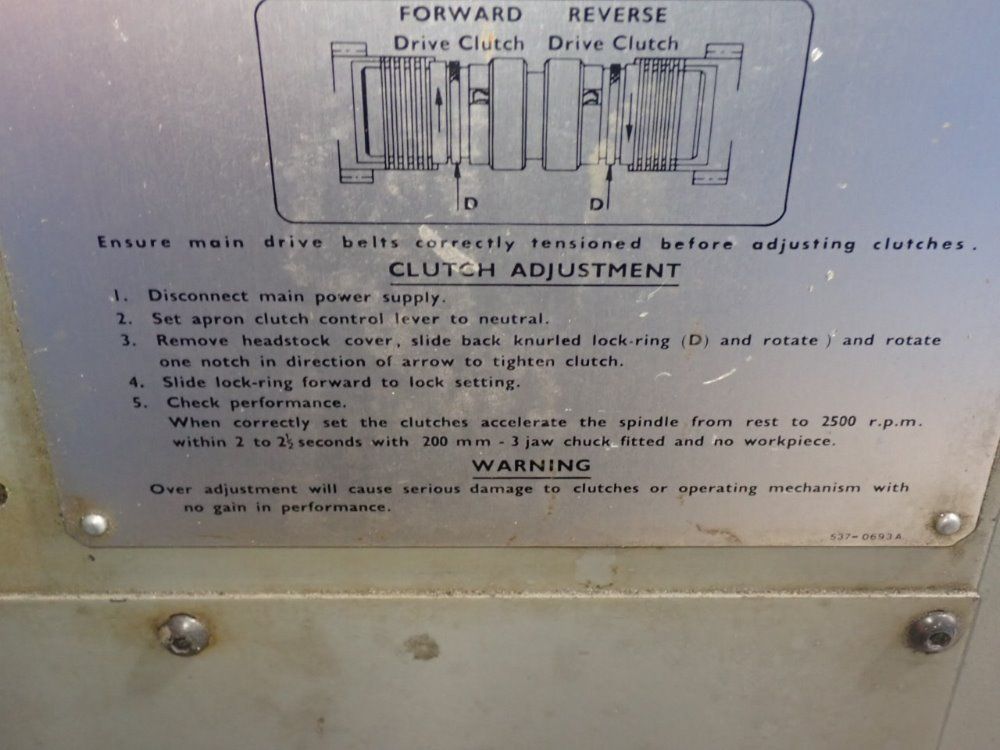 FORWARD REVERSE
Drive Clutch Drive Clutch
D D
Ensure main drive belts correctly tensioned before adjusting clutches.
CLUTCH ADJUSTMENT
1. Disconnect main power supply.
2. Set apron clutch control lever to neutral.
3. Remove headstock cover, slide back knurled lock-ring (D) and rotate ) and rotate
one notch in direction of arrow to tighten clutch.
4. Slide lock-ring forward to lock setting.
5. Check performance.
When correctly set the clutches accelerate the spindle from rest to 2500 r.p.m.
within 2 to 2½ seconds with 200 mm - 3 jaw chuck fitted and no workpiece.
WARNING
Over adjustment will cause serious damage to clutches or operating mechanism with
no gain in performance.
537-0693A